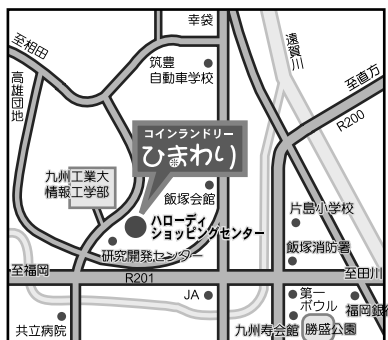 幸袋
至相田
遠賀川
筑豊
自動車学校
至直方
高雄団地
R200
コインランドリー
ひまわり
九州工業大
情報工学部
飯塚会館
片島小学校
ハローディ
ショッピングセンター
飯塚消防署
研究開発センター
至福岡
R201
至田川
JA
第一
ボウル
福岡銀
共立病院
九州寿会館
勝盛公園